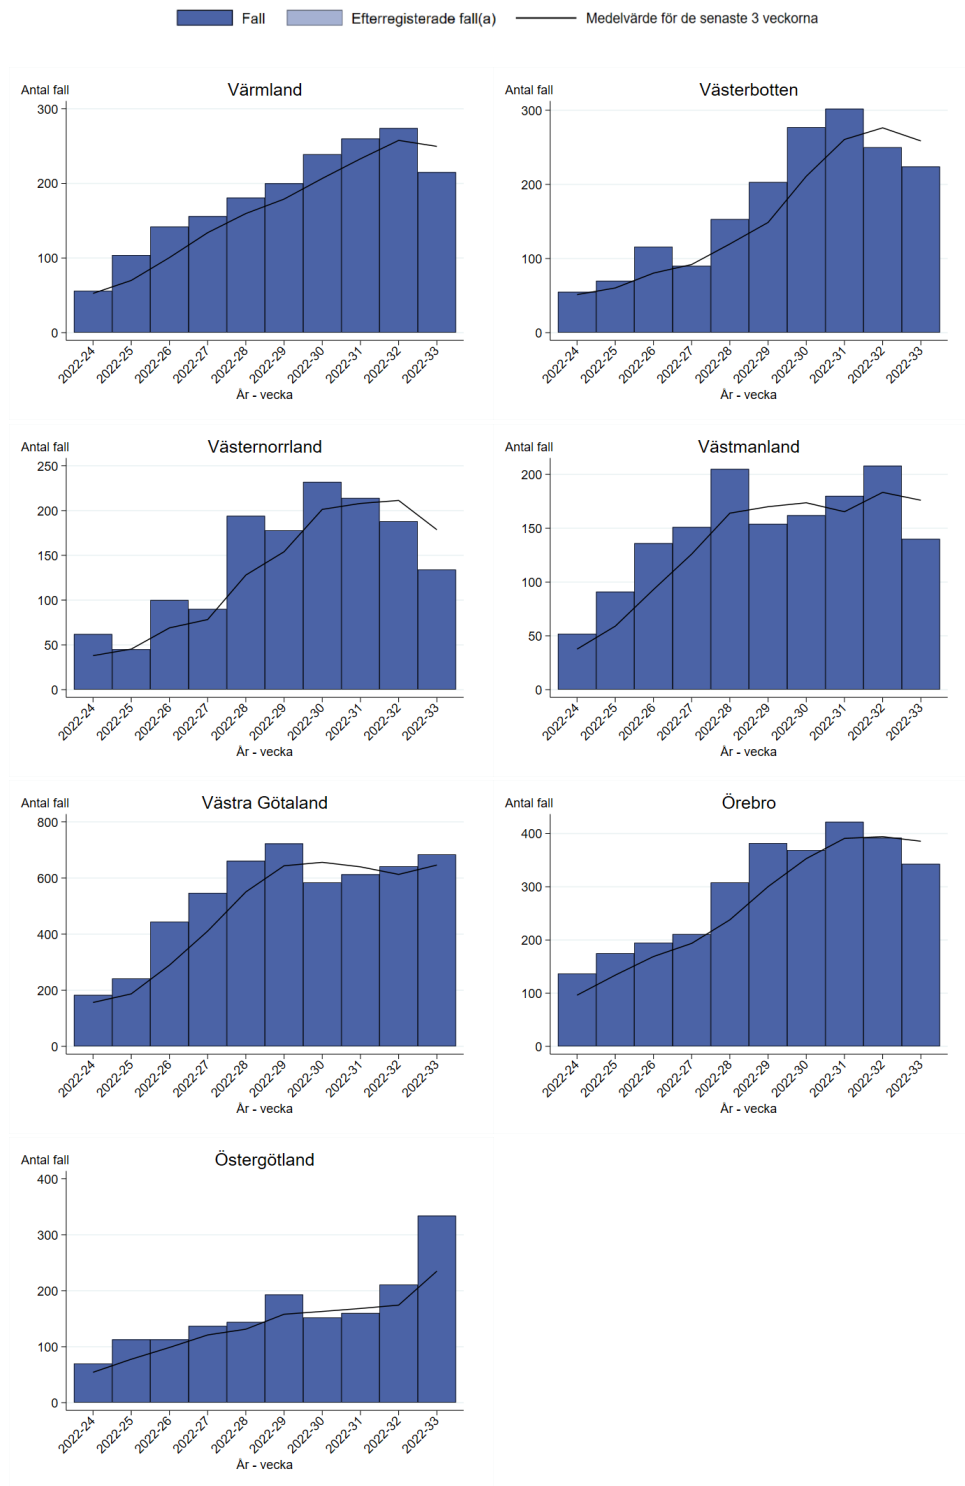 Fall Efterregisterade fall(a) Medelvärde för de senaste 3 veckorna
Antal fall
Värmland
300
200
100
0
2022-24 2022-25 2022-26 2022-27 2022-28 2022-29 2022-30 2022-31 2022-32 2022-33
År - vecka
Antal fall
Västerbotten
300
200
100
0
2022-24 2022-25 2022-26 2022-27 2022-28 2022-29 2022-30 2022-31 2022-32 2022-33
År - vecka
Antal fall
Västernorrland
250
200
150
100
50
0
2022-24 2022-25 2022-26 2022-27 2022-28 2022-29 2022-30 2022-31 2022-32 2022-33
År - vecka
Antal fall
Västmanland
200
150
100
50
0
2022-24 2022-25 2022-26 2022-27 2022-28 2022-29 2022-30 2022-31 2022-32 2022-33
År - vecka
Antal fall
Västra Götaland
800
600
400
200
0
2022-24 2022-25 2022-26 2022-27 2022-28 2022-29 2022-30 2022-31 2022-32 2022-33
År - vecka
Antal fall
Örebro
400
300
200
100
0
2022-24 2022-25 2022-26 2022-27 2022-28 2022-29 2022-30 2022-31 2022-32 2022-33
År - vecka
Antal fall
Östergötland
400
300
200
100
0
2022-24 2022-25 2022-26 2022-27 2022-28 2022-29 2022-30 2022-31 2022-32 2022-33
År - vecka